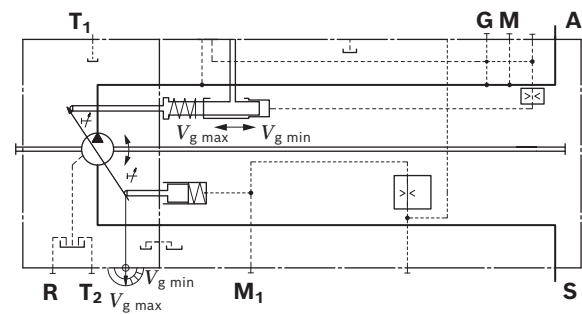 T1 G M A
Vg max Vg min
Vg min
R T2 Vg max M1 S